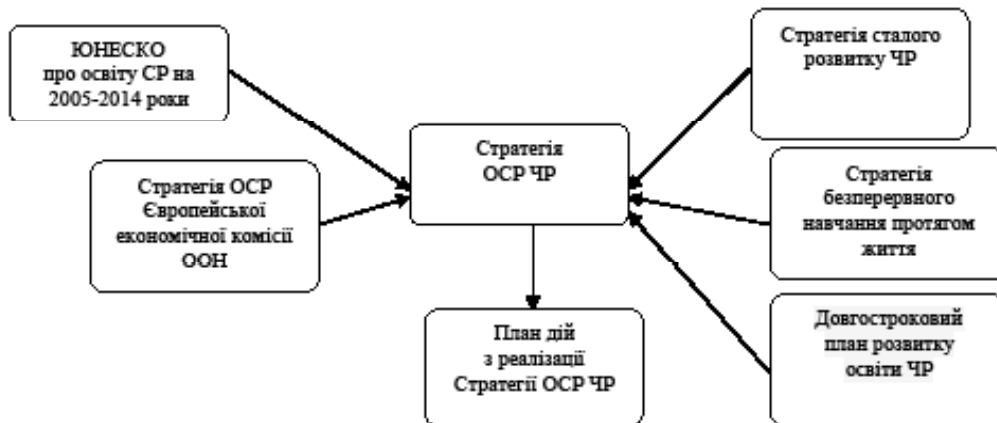 ЮНЕСКО
про освіту СР на
2005-2014 роки
Стратегія сталого
розвитку ЧР
Стратегія
ОСР ЧР
Стратегія ОСР
Європейської
економічної комісії
ООН
Стратегія
безперервного
навчання протягом
життя
План дій
з реалізації
Стратегії ОСР ЧР
Довгостроковий
план розвитку
освіти ЧР